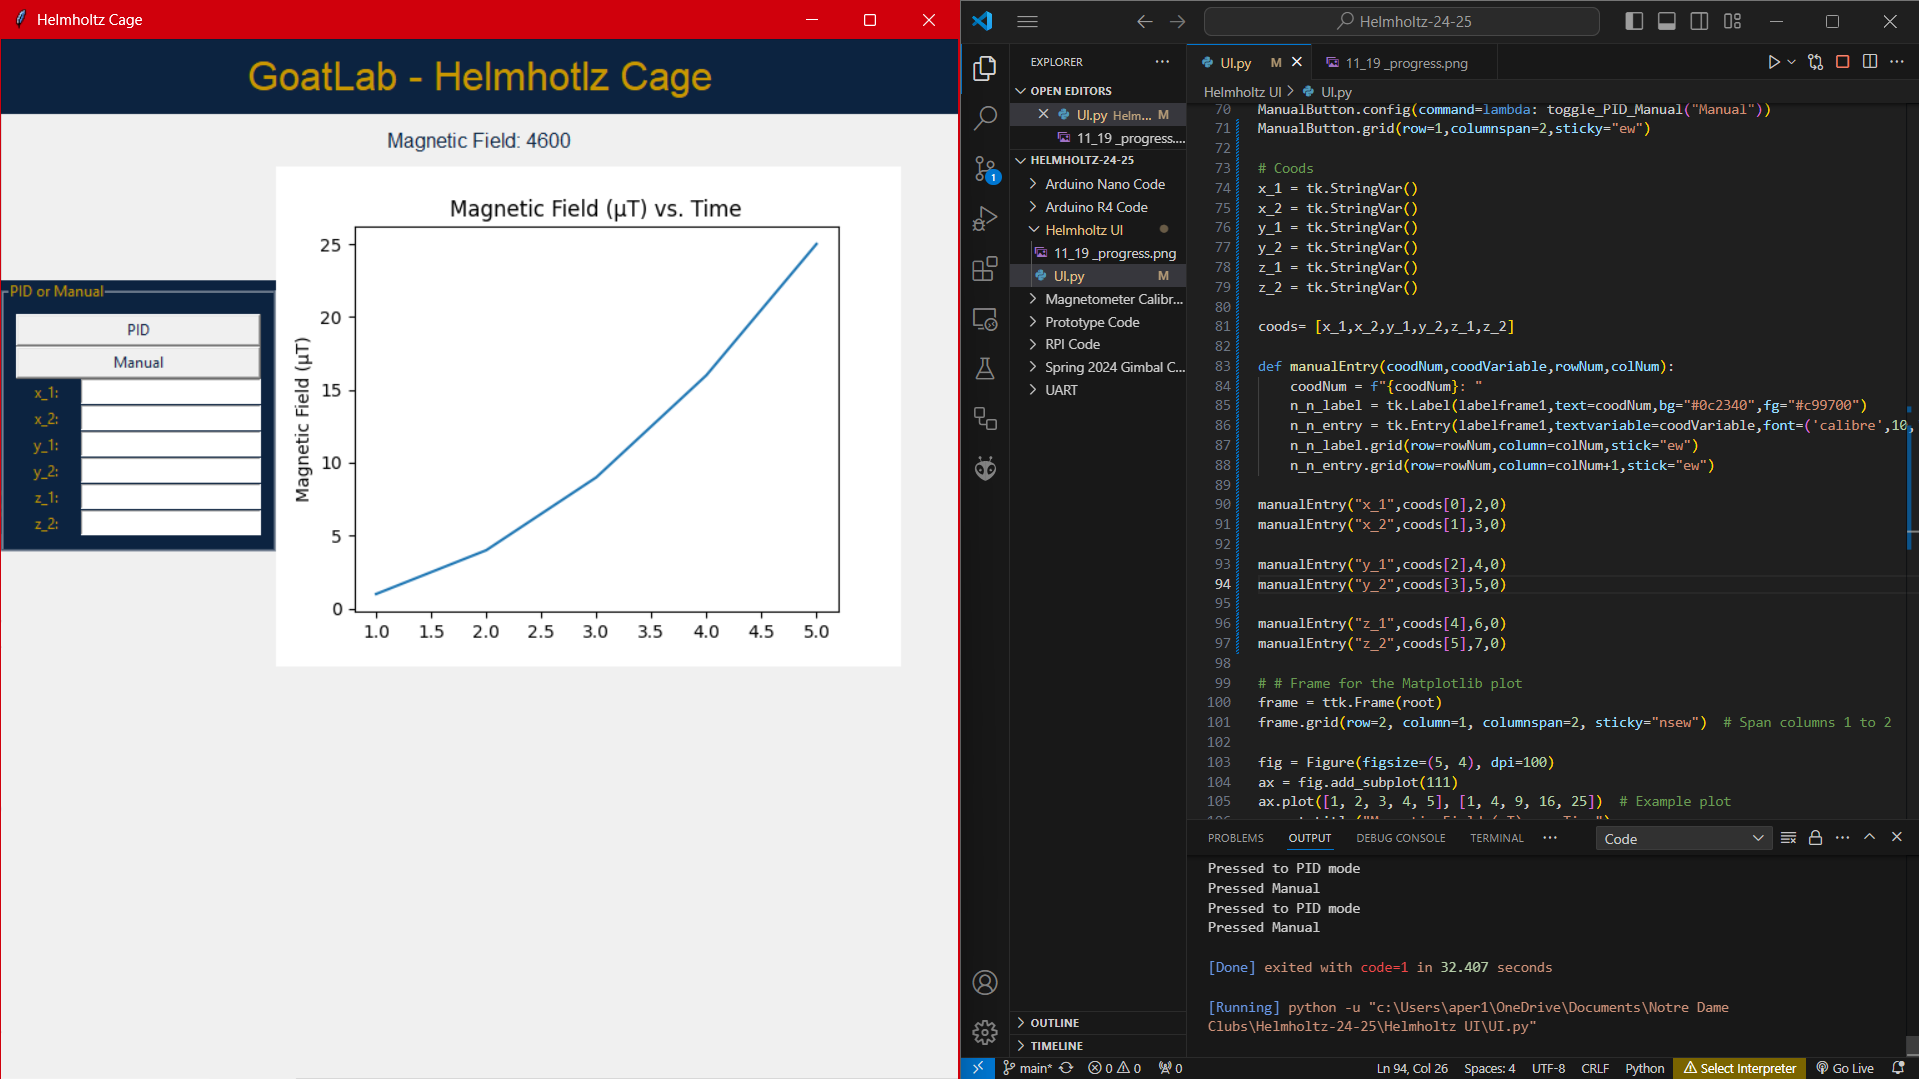 Helmholtz Cage
GoatLab - Helmhotlz Cage
Magnetic Field: 4600
PID or Manual
PID
Manual
x_1:
x_2:
y_1:
y_2:
z_1:
z_2:
Magnetic Field (μT) vs. Time
Magnetic Field (μT)
25
20
15
10
5
0
1.0 1.5 2.0 2.5 3.0 3.5 4.0 4.5 5.0
Helmholtz-24-25
EXPLORER
OPEN EDITORS
UI.py Helm... M
11_19 _progress....
HELMHOLTZ-24-25
Arduino Nano Code
Arduino R4 Code
Helmholtz UI
11_19 _progress.png
UI.py M
Magnetometer Calibr...
Prototype Code
RPI Code
Spring 2024 Gimbal C...
UART
OUTLINE
TIMELINE
1
UI.py M
11_19 _progress.png
Helmholtz UI > UI.py
70 ManualButton.config(command=lambda: toggle_PID_Manual("Manual"))
71 ManualButton.grid(row=1,columnspan=2,sticky="ew")
72
73 # Coods
74 x_1 = tk.StringVar()
75 x_2 = tk.StringVar()
76 y_1 = tk.StringVar()
77 y_2 = tk.StringVar()
78 z_1 = tk.StringVar()
79 z_2 = tk.StringVar()
80
81 coods= [x_1,x_2,y_1,y_2,z_1,z_2]
82
83 def manualEntry(coodNum,coodVariable,rowNum,colNum):
84 coodNum = f"{coodNum}: "
85 n_n_label = tk.Label(labelframe1,text=coodNum,bg="#0c2340",fg="#c99700")
86 n_n_entry = tk.Entry(labelframe1,textvariable=coodVariable,font=('calibre',10,
87 n_n_label.grid(row=rowNum,column=colNum,stick="ew")
88 n_n_entry.grid(row=rowNum,column=colNum+1,stick="ew")
89
90 manualEntry("x_1",coods[0],2,0)
91 manualEntry("x_2",coods[1],3,0)
92
93 manualEntry("y_1",coods[2],4,0)
94 manualEntry("y_2",coods[3],5,0)
95
96 manualEntry("z_1",coods[4],6,0)
97 manualEntry("z_2",coods[5],7,0)
98
99 # # Frame for the Matplotlib plot
100 frame = ttk.Frame(root)
101 frame.grid(row=2, column=1, columnspan=2, sticky="nsew") # Span columns 1 to 2
102
103 fig = Figure(figsize=(5, 4), dpi=100)
104 ax = fig.add_subplot(111)
105 ax.plot([1, 2, 3, 4, 5], [1, 4, 9, 16, 25]) # Example plot
PROBLEMS OUTPUT DEBUG CONSOLE TERMINAL Code
Pressed to PID mode
Pressed Manual
Pressed to PID mode
Pressed Manual
[Done] exited with code=1 in 32.407 seconds
[Running] python -u "c:\Users\aper1\OneDrive\Documents\Notre Dame
Clubs\Helmholtz-24-25\Helmholtz UI\UI.py"
main* 0 0 0 Ln 94, Col 26 Spaces: 4 UTF-8 CRLF Python Select Interpreter Go Live